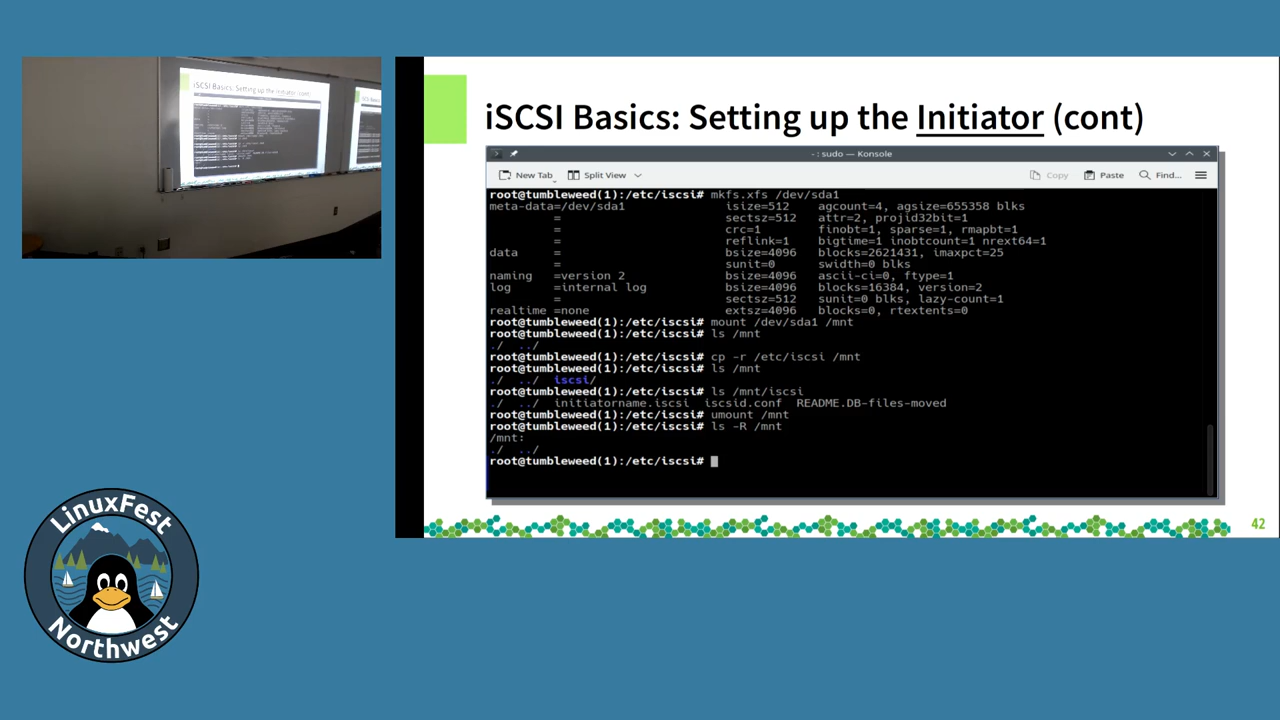 iSCSI Basics: Setting up the Initiator (cont)
iSCSI Basics: Setting up the Initiator (cont)
- : sudo — Konsole
New Tab Split View Copy Paste Find...
root@tumbleweed(1):/etc/iscsi# mkfs.xfs /dev/sda1
meta-data=/dev/sda1 isize=512 agcount=4, agsize=655358 blks
= sectsz=512 attr=2, projid32bit=1
= crc=1 finobt=1, sparse=1, rmapbt=1
= reflink=1 bigtime=1 inobtcount=1 nrext64=1
data = bsize=4096 blocks=2621431, imaxpct=25
= sunit=0 swidth=0 blks
naming =version 2 bsize=4096 ascii-ci=0, ftype=1
log =internal log bsize=4096 blocks=16384, version=2
= sectsz=512 sunit=0 blks, lazy-count=1
realtime =none extsz=4096 blocks=0, rtextents=0
root@tumbleweed(1):/etc/iscsi# mount /dev/sda1 /mnt
root@tumbleweed(1):/etc/iscsi# ls /mnt
./ ../
root@tumbleweed(1):/etc/iscsi# cp -r /etc/iscsi /mnt
root@tumbleweed(1):/etc/iscsi# ls /mnt
./ ../ iscsi/
root@tumbleweed(1):/etc/iscsi# ls /mnt/iscsi
./ ../ initiatorname.iscsi iscsid.conf README.DB-files-moved
root@tumbleweed(1):/etc/iscsi# umount /mnt
root@tumbleweed(1):/etc/iscsi# ls -R /mnt
/mnt:
./ ../
root@tumbleweed(1):/etc/iscsi#
42
LinuxFest
Northwest